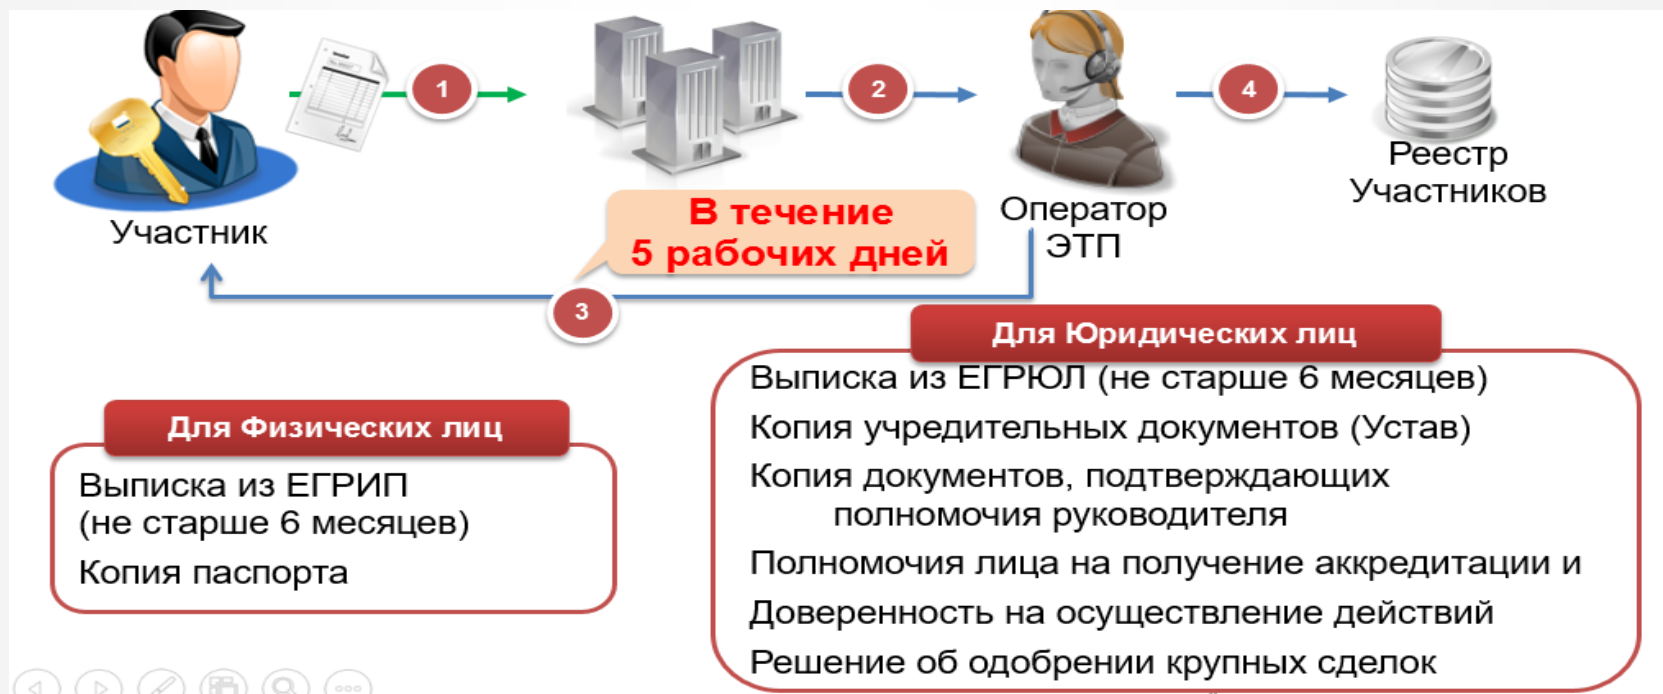 1
2
4
Реестр
Участников
Участник
Оператор
ЭТП
В течение
5 рабочих дней
3
Для Юридических лиц
Выписка из ЕГРЮЛ (не старше 6 месяцев)
Копия учредительных документов (Устав)
Копия документов, подтверждающих
полномочия руководителя
Полномочия лица на получение аккредитации и
Доверенность на осуществление действий
Решение об одобрении крупных сделок
Для Физических лиц
Выписка из ЕГРИП
(не старше 6 месяцев)
Копия паспорта